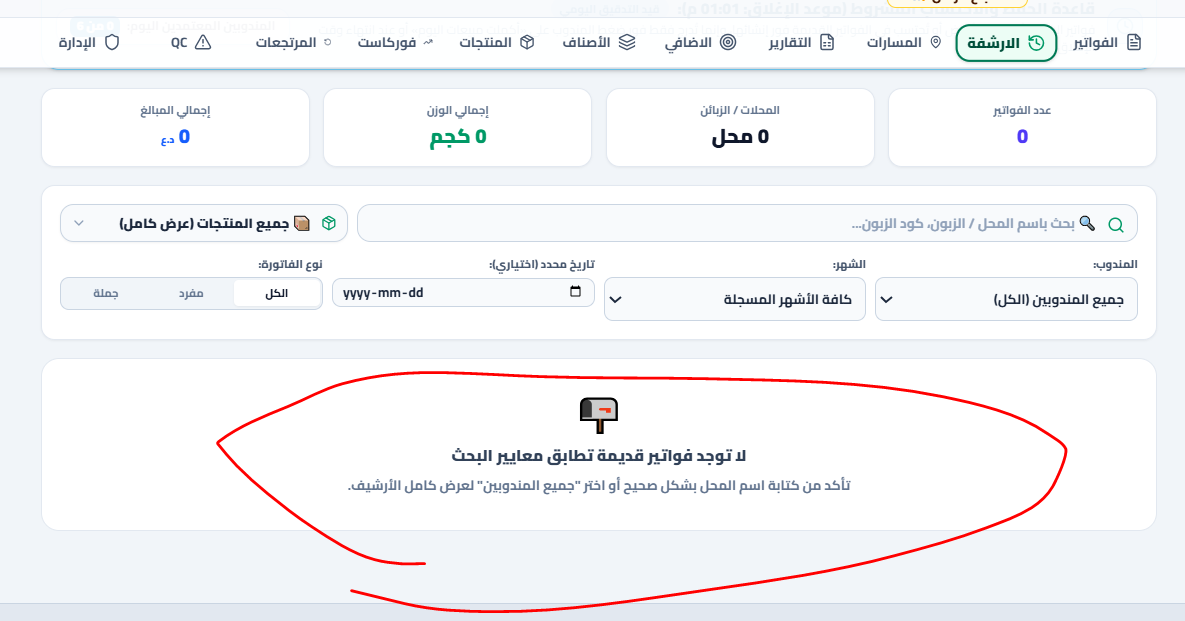 الفواتير
الارشفة
المسارات
التقارير
الاضافي
الأصناف
المنتجات
فوركاست
المرتجعات
QC
الإدارة
عدد الفواتير
0
المحلات / الزبائن
0 محل
إجمالي الوزن
0 كجم
إجمالي المبالغ
0 د.ع
بحث باسم المحل / الزبون، كود الزبون...
جميع المنتجات (عرض كامل)
المندوب:
جميع المندوبين (الكل)
الشهر:
كافة الأشهر المسجلة
تاريخ محدد (اختياري):
yyyy-mm-dd
نوع الفاتورة:
الكل
مفرد
جملة
لا توجد فواتير قديمة تطابق معايير البحث
تأكد من كتابة اسم المحل بشكل صحيح أو اختر "جميع المندوبين" لعرض كامل الأرشيف.